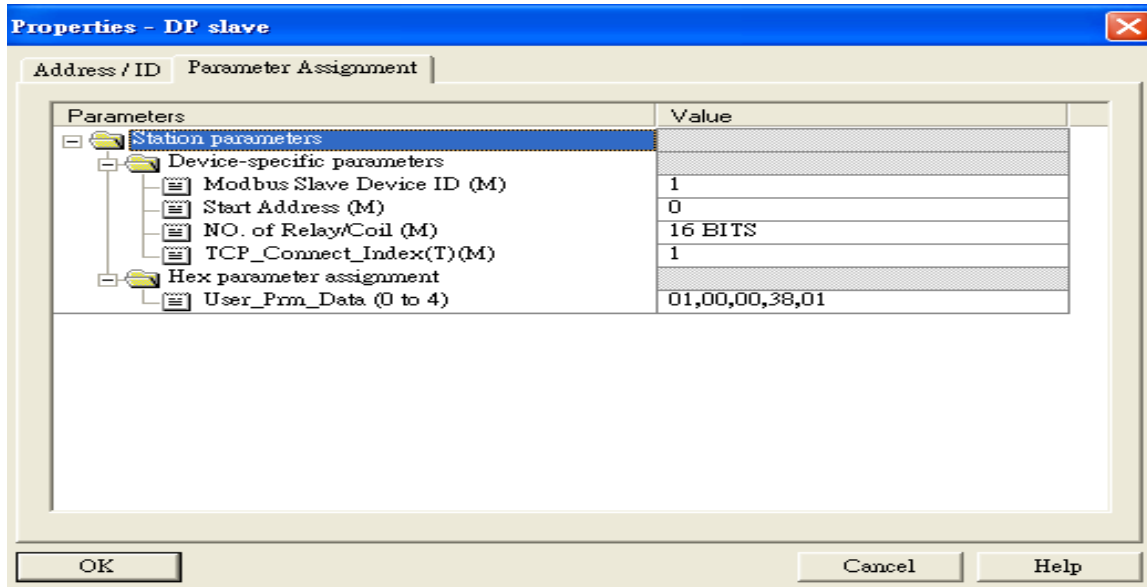 Properties - DP slave
Address / ID Parameter Assignment
Parameters Value
Station parameters
Device-specific parameters
Modbus Slave Device ID (M) 1
Start Address (M) 0
NO. of Relay/Coil (M) 16 BITS
TCP_Connect_Index(T)(M) 1
Hex parameter assignment
User_Prm_Data (0 to 4) 01,00,00,38,01
OK Cancel Help